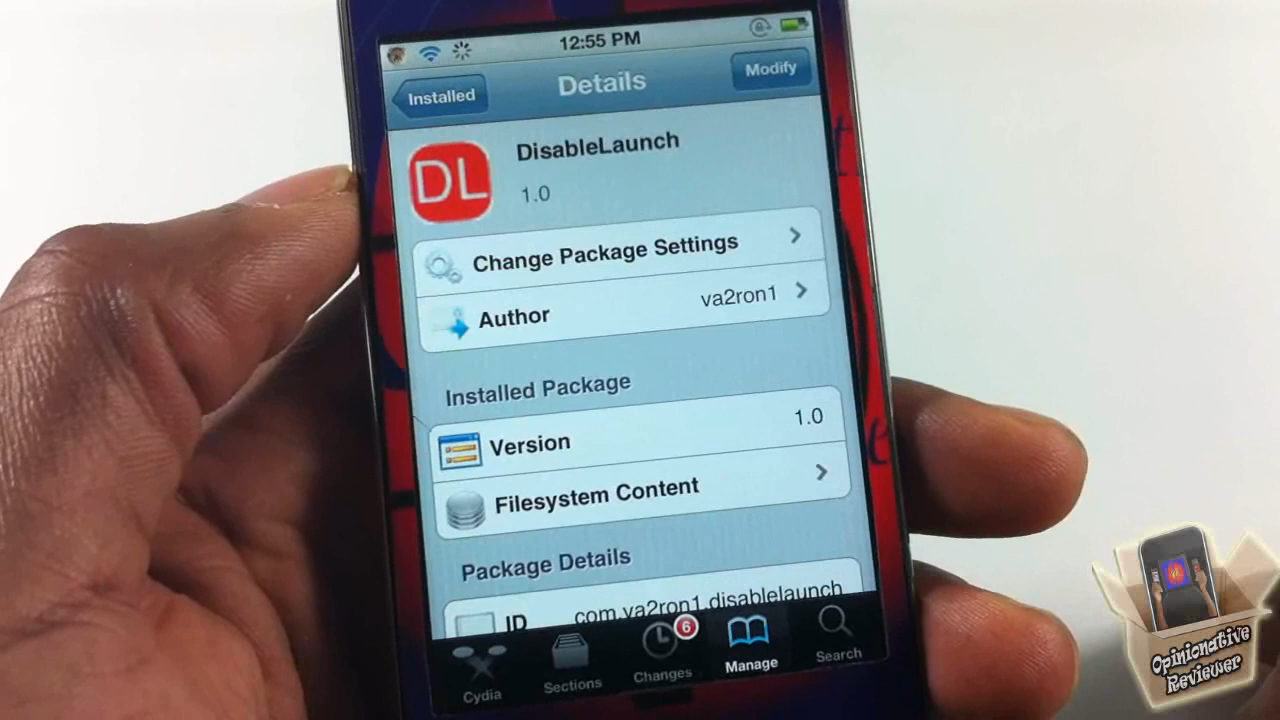 12:55 PM
Installed
Details
Modify
DL
DisableLaunch
1.0
Change Package Settings
Author
va2ron1
Installed Package
Version
1.0
Filesystem Content
Package Details
ID
com.va2ron1.disablelaunch
Cydia
Sections
Changes
6
Manage
Search
Opinionative
Reviewer